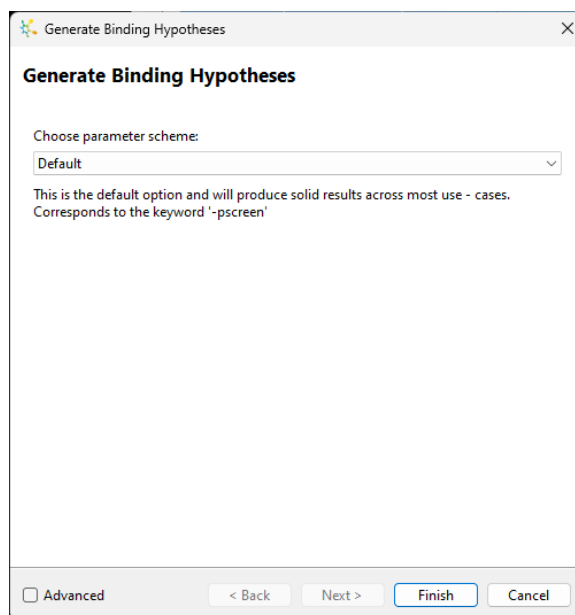 Generate Binding Hypotheses
Generate Binding Hypotheses
Choose parameter scheme:
Default
This is the default option and will produce solid results across most use - cases.
Corresponds to the keyword '-pscreen'
Advanced
< Back
Next >
Finish
Cancel